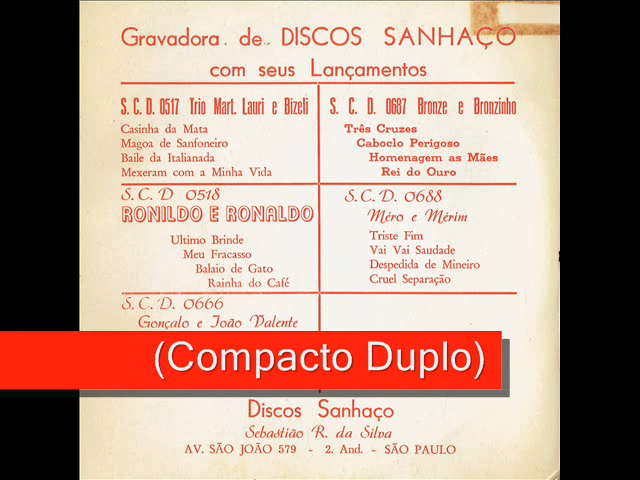 Gravadora de DISCOS SANHAÇO
com seus Lançamentos
S. C. D. 0517 Trio Mart. Lauri e Bizeli
Casinha da Mata
Magoa de Sanfoneiro
Baile da Italianada
Mexeram com a Minha Vida
S. C. D. 0687 Bronze e Bronzinho
Três Cruzes
Caboclo Perigoso
Homenagem as Mães
Rei do Ouro
S.C.D 0518
RONILDO E RONALDO
Ultimo Brinde
Meu Fracasso
Balaio de Gato
Rainha do Café
S.C.D. 0688
Méro e Mérim
Triste Fim
Vai Vai Saudade
Despedida de Mineiro
Cruel Separação
S.C.D. 0666
Gonçalo e João Valente
(Compacto Duplo)
Discos Sanhaço
Sebastião R. da Silva
AV. SÃO JOÃO 579 - 2. And. - SÃO PAULO